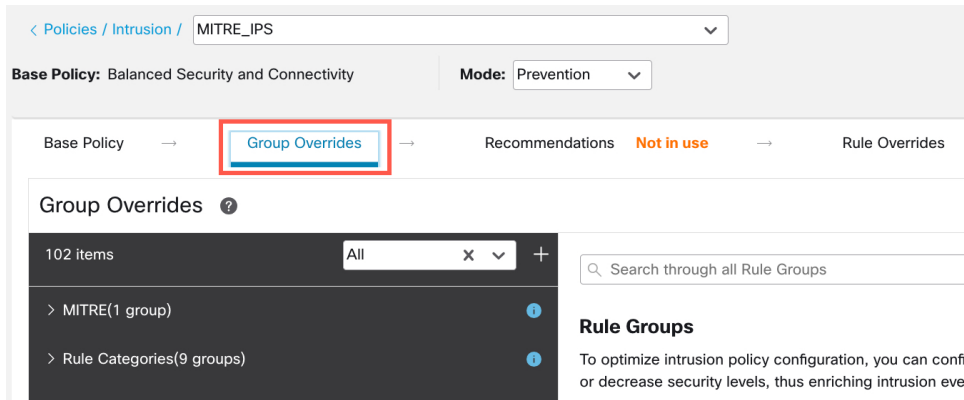 < Policies / Intrusion / MITRE_IPS
Base Policy: Balanced Security and Connectivity Mode: Prevention
Base Policy → Group Overrides → Recommendations Not in use → Rule Overrides
Group Overrides ?
102 items All X +
Search through all Rule Groups
> MITRE(1 group) i
Rule Groups
> Rule Categories(9 groups) i
To optimize intrusion policy configuration, you can confi
or decrease security levels, thus enriching intrusion eve